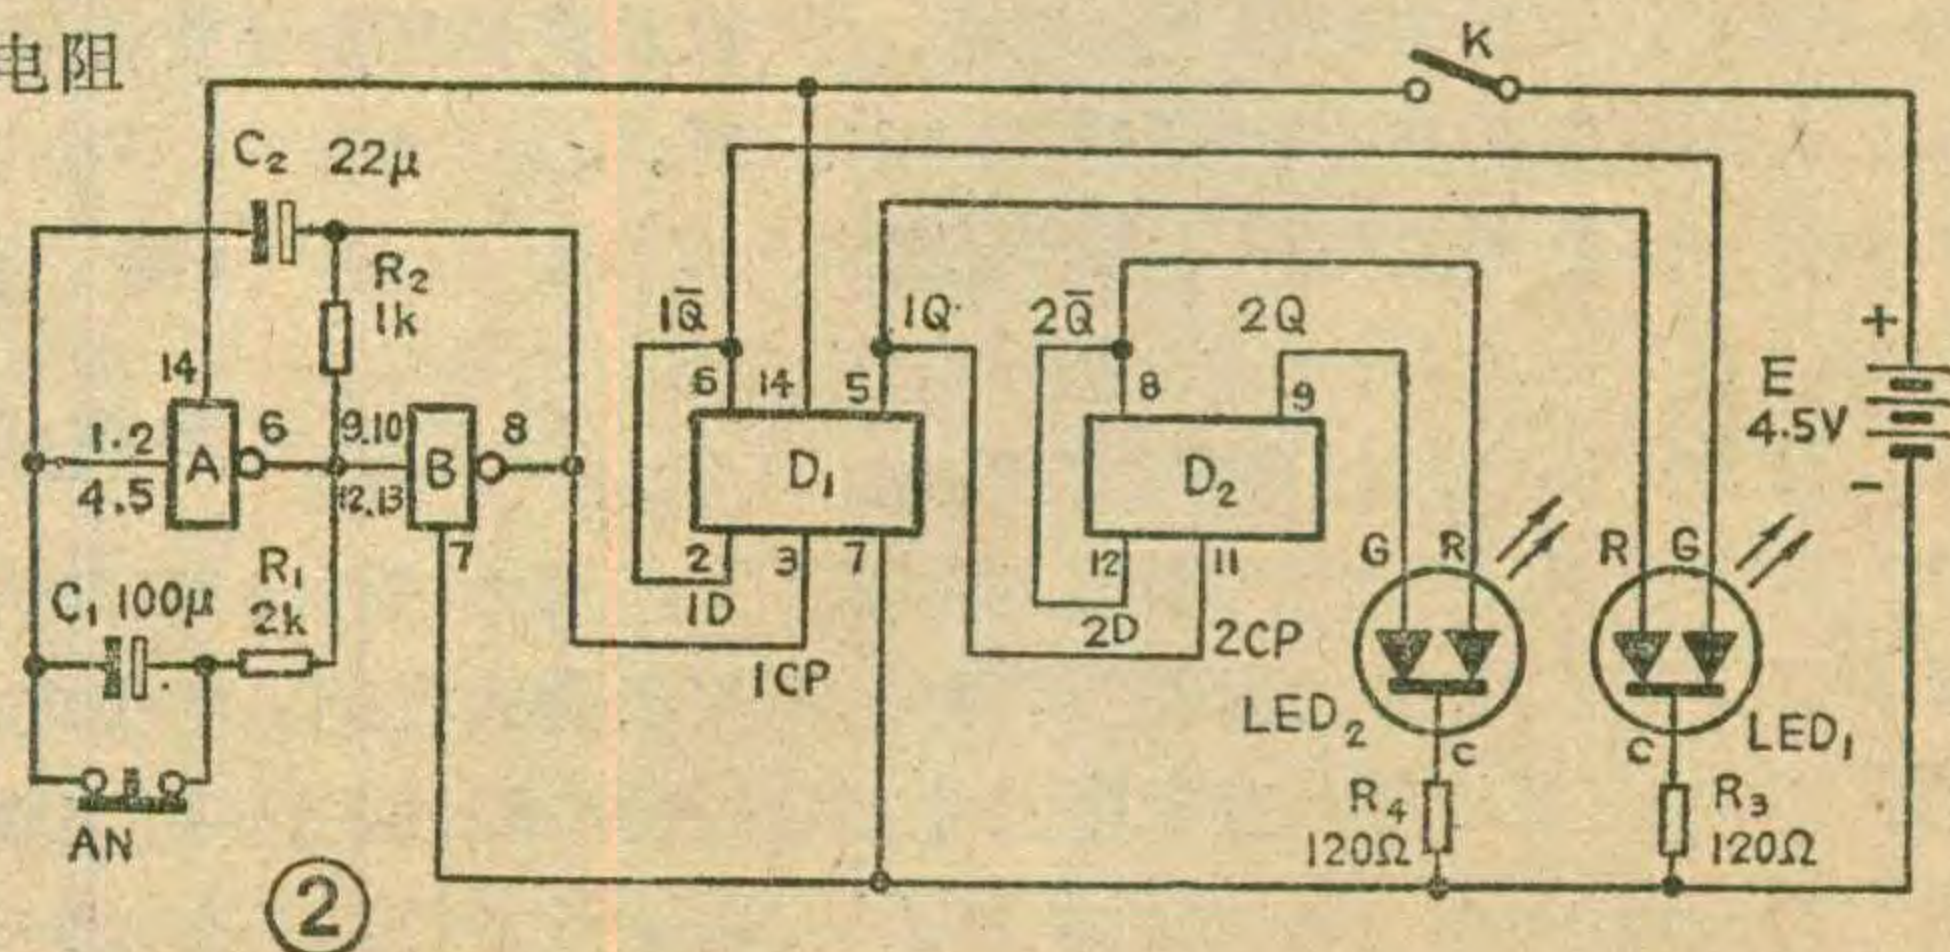 电阻
K
C₂ 22μ
R₂
1k
1Q̅
1Q
2Q̅
2Q
+
E
4.5V
-
14
6
14
5
8
9
1.2
4.5
A
6
9.10
12.13
B
8
7
D₁
D₂
2
3
7
12
11
1D
1CP
2D
2CP
C₁ 100μ
R₁
2k
AN
G
R
R
G
LED₂
C
C
LED₁
R₄
120Ω
R₃
120Ω
②